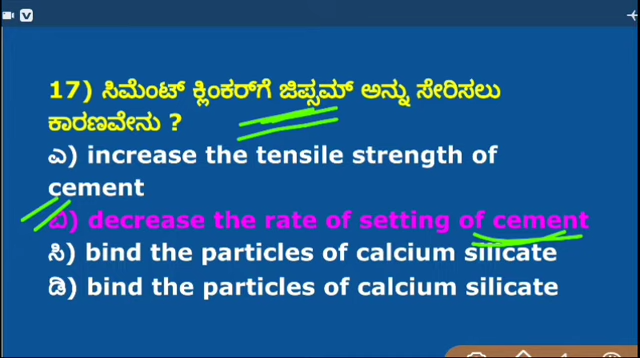 17) ಸಿಮೆಂಟ್ ಕ್ಲಿಂಕರ್‌ಗೆ ಜಿಪ್ಸಮ್ ಅನ್ನು ಸೇರಿಸಲು
ಕಾರಣವೇನು ?
ಎ) increase the tensile strength of
cement
ಬಿ) decrease the rate of setting of cement
ಸಿ) bind the particles of calcium silicate
ಡಿ) bind the particles of calcium silicate